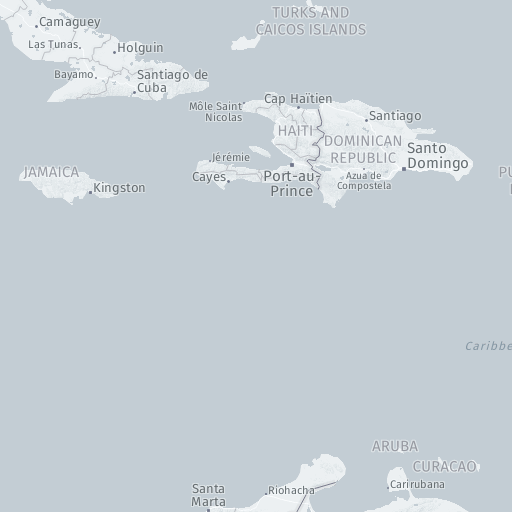 TURKS AND
CAICOS ISLANDS
Camaguey
Las Tunas
Holguin
Bayamo
Santiago de
Cuba
Môle Saint
Nicolas
Cap Haïtien
Santiago
HAITI
DOMINICAN
REPUBLIC
Santo
Domingo
Jérémie
JAMAICA
Cayes
Port-au-
Prince
Azua de
Compostela
Kingston
Caribbe
ARUBA
CURACAO
Carirubana
Santa
Marta
Riohacha